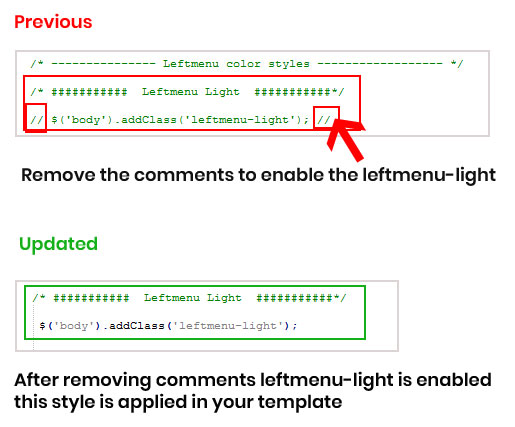 Previous
/* --------------- Leftmenu color styles ------------------ */
/* ########### Leftmenu Light ###########*/
// $('body').addClass('leftmenu-light'); //
Remove the comments to enable the leftmenu-light
Updated
/* ########### Leftmenu Light ###########*/
$('body').addClass('leftmenu-light');
After removing comments leftmenu-light is enabled
this style is applied in your template